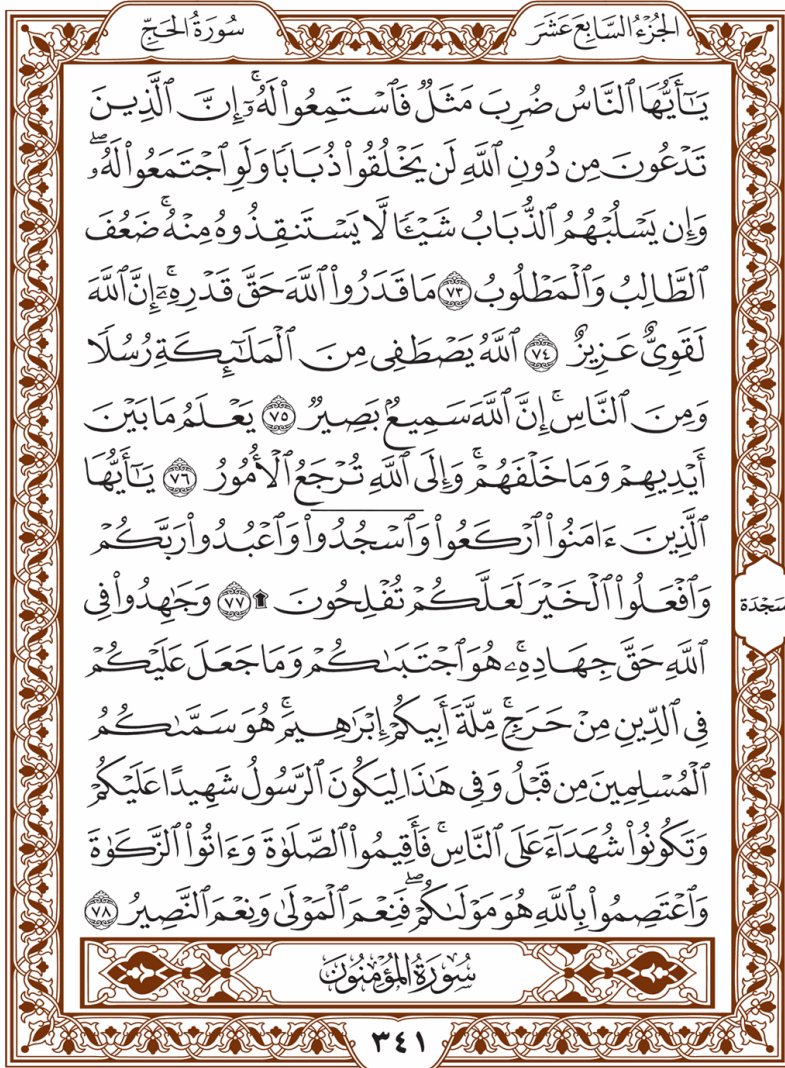 الجُزْءُ السَّابِعَ عَشَرَ
سُورَةُ الحَجِّ
يَـٰٓأَيُّهَا ٱلنَّاسُ ضُرِبَ مَثَلٌ فَٱسْتَمِعُوا۟ لَهُۥٓۚ إِنَّ ٱلَّذِينَ
تَدْعُونَ مِن دُونِ ٱللَّهِ لَن يَخْلُقُوا۟ ذُبَابًا وَلَوِ ٱجْتَمَعُوا۟ لَهُۥۖ
وَإِن يَسْلُبْهُمُ ٱلذُّبَابُ شَيْـًٔا لَّا يَسْتَنقِذُوهُ مِنْهُۚ ضَعُفَ
ٱلطَّالِبُ وَٱلْمَطْلُوبُ ٧٣ مَا قَدَرُوا۟ ٱللَّهَ حَقَّ قَدْرِهِۦٓۚ إِنَّ ٱللَّهَ
لَقَوِىٌّ عَزِيزٌ ٧٤ ٱللَّهُ يَصْطَفِى مِنَ ٱلْمَلَـٰٓئِكَةِ رُسُلًا
وَمِنَ ٱلنَّاسِۚ إِنَّ ٱللَّهَ سَمِيعٌۢ بَصِيرٌ ٧٥ يَعْلَمُ مَا بَيْنَ
أَيْدِيهِمْ وَمَا خَلْفَهُمْۚ وَإِلَى ٱللَّهِ تُرْجَعُ ٱلْأُمُورُ ٧٦ يَـٰٓأَيُّهَا
ٱلَّذِينَ ءَامَنُوا۟ ٱرْكَعُوا۟ وَٱسْجُدُوا۟ وَٱعْبُدُوا۟ رَبَّكُمْ
وَٱفْعَلُوا۟ ٱلْخَيْرَ لَعَلَّكُمْ تُفْلِحُونَ ۩ ٧٧ وَجَـٰهِدُوا۟ فِى
سَجْدَة
ٱللَّهِ حَقَّ جِهَادِهِۦۚ هُوَ ٱجْتَبَىٰكُمْ وَمَا جَعَلَ عَلَيْكُمْ
فِى ٱلدِّينِ مِنْ حَرَجٍۚ مِّلَّةَ أَبِيكُمْ إِبْرَٰهِيمَۚ هُوَ سَمَّىٰكُمُ
ٱلْمُسْلِمِينَ مِن قَبْلُ وَفِى هَـٰذَا لِيَكُونَ ٱلرَّسُولُ شَهِيدًا عَلَيْكُمْ
وَتَكُونُوا۟ شُهَدَآءَ عَلَى ٱلنَّاسِۚ فَأَقِيمُوا۟ ٱلصَّلَوٰةَ وَءَاتُوا۟ ٱلزَّكَوٰةَ
وَٱعْتَصِمُوا۟ بِٱللَّهِ هُوَ مَوْلَىٰكُمْۖ فَنِعْمَ ٱلْمَوْلَىٰ وَنِعْمَ ٱلنَّصِيرُ ٧٨
سُورَةُ المُؤْمِنُونَ
٣٤١